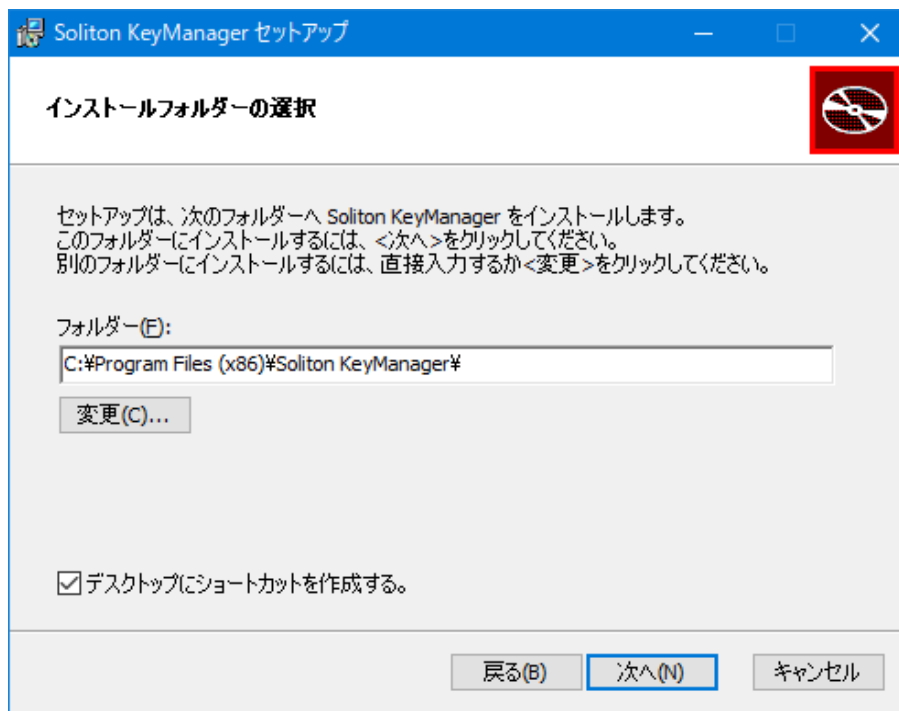 Soliton KeyManager セットアップ
インストールフォルダーの選択
セットアップは、次のフォルダーへ Soliton KeyManager をインストールします。
このフォルダーにインストールするには、<次へ>をクリックしてください。
別のフォルダーにインストールするには、直接入力するか<変更>をクリックしてください。
フォルダー(F):
C:¥Program Files (x86)¥Soliton KeyManager¥
変更(C)...
デスクトップにショートカットを作成する。
戻る(B) 次へ(N) キャンセル